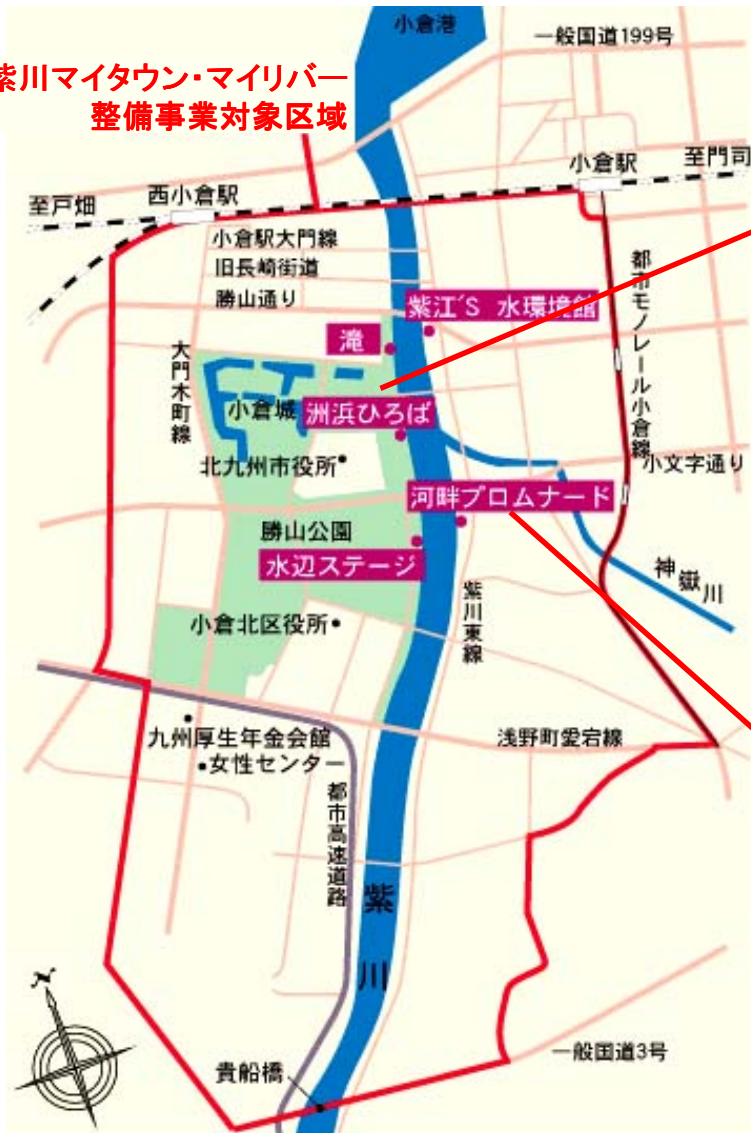 小倉港
一般国道199号
紫川マイタウン・マイリバー
整備事業対象区域
小倉駅
至門司
西小倉駅
至戸畑
小倉駅大門線
旧長崎街道
勝山通り
都市モノレール小倉線
紫江'S 水環境館
滝
大門木町線
小倉城
洲浜ひろば
北九州市役所
小文字通り
河畔プロムナード
勝山公園
水辺ステージ
神嶽川
紫川東線
小倉北区役所
九州厚生年金会館
浅野町愛宕線
女性センター
都市高速道路
紫川
N
一般国道3号
貴船橋